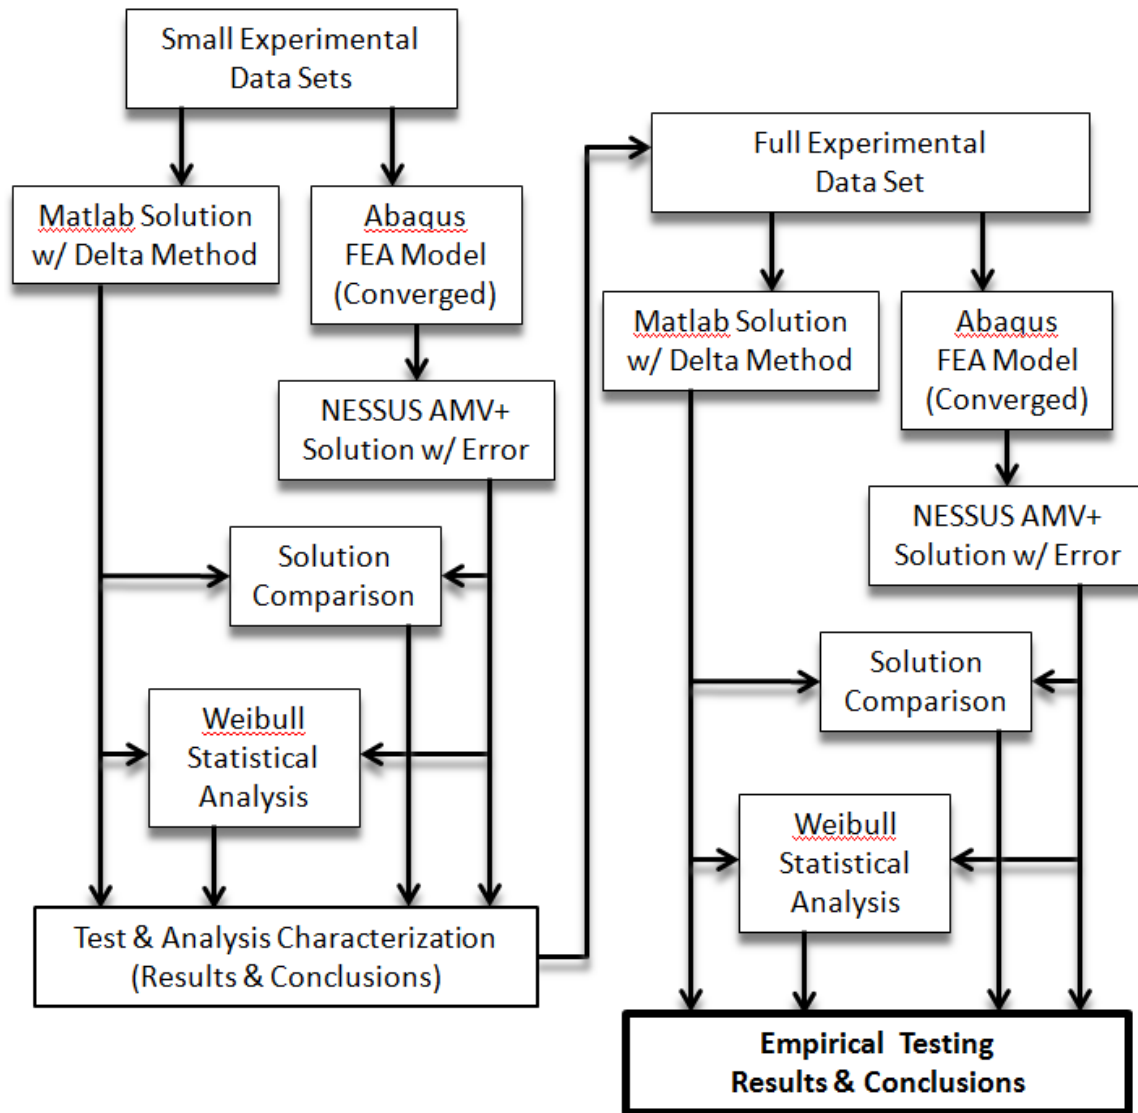 Small Experimental
Data Sets
Matlab Solution
w/ Delta Method
Abaqus
FEA Model
(Converged)
NESSUS AMV+
Solution w/ Error
Solution
Comparison
Weibull
Statistical
Analysis
Test & Analysis Characterization
(Results & Conclusions)
Full Experimental
Data Set
Matlab Solution
w/ Delta Method
Abaqus
FEA Model
(Converged)
NESSUS AMV+
Solution w/ Error
Solution
Comparison
Weibull
Statistical
Analysis
Empirical Testing
Results & Conclusions